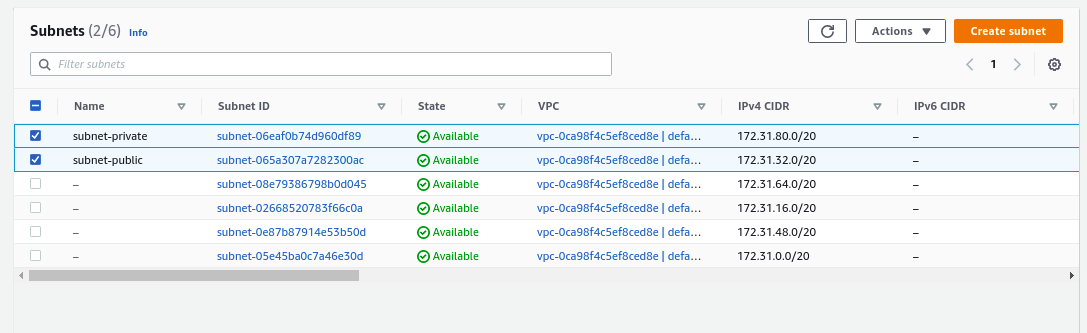 Subnets (2/6) Info Actions Create subnet
Filter subnets 1
Name Subnet ID State VPC IPv4 CIDR IPv6 CIDR
subnet-private subnet-06eaf0b74d960df89 Available vpc-0ca98f4c5ef8ced8e | defa... 172.31.80.0/20 –
subnet-public subnet-065a307a7282300ac Available vpc-0ca98f4c5ef8ced8e | defa... 172.31.32.0/20 –
– subnet-08e79386798b0d045 Available vpc-0ca98f4c5ef8ced8e | defa... 172.31.64.0/20 –
– subnet-02668520783f66c0a Available vpc-0ca98f4c5ef8ced8e | defa... 172.31.16.0/20 –
– subnet-0e87b87914e53b50d Available vpc-0ca98f4c5ef8ced8e | defa... 172.31.48.0/20 –
– subnet-05e45ba0c7a46e30d Available vpc-0ca98f4c5ef8ced8e | defa... 172.31.0.0/20 –